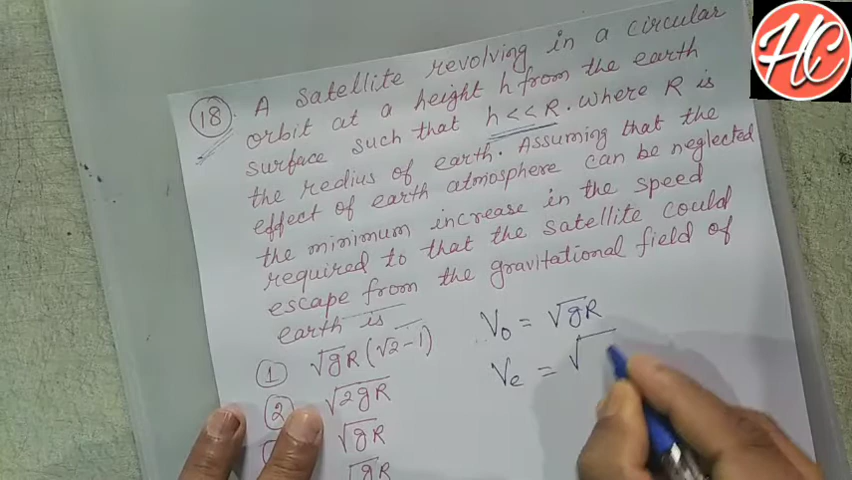 HC
18 A satellite revolving in a circular
orbit at a height h from the earth
surface such that h << R. where R is
the redius of earth. Assuming that the
effect of earth atmosphere can be neglected
the minimum increase in the speed
required to that the satellite could
escape from the gravitational field of
earth is
1 √gR (√2-1)
2 √2gR
√gR
√gR
V₀ = √gR
Vₑ = √